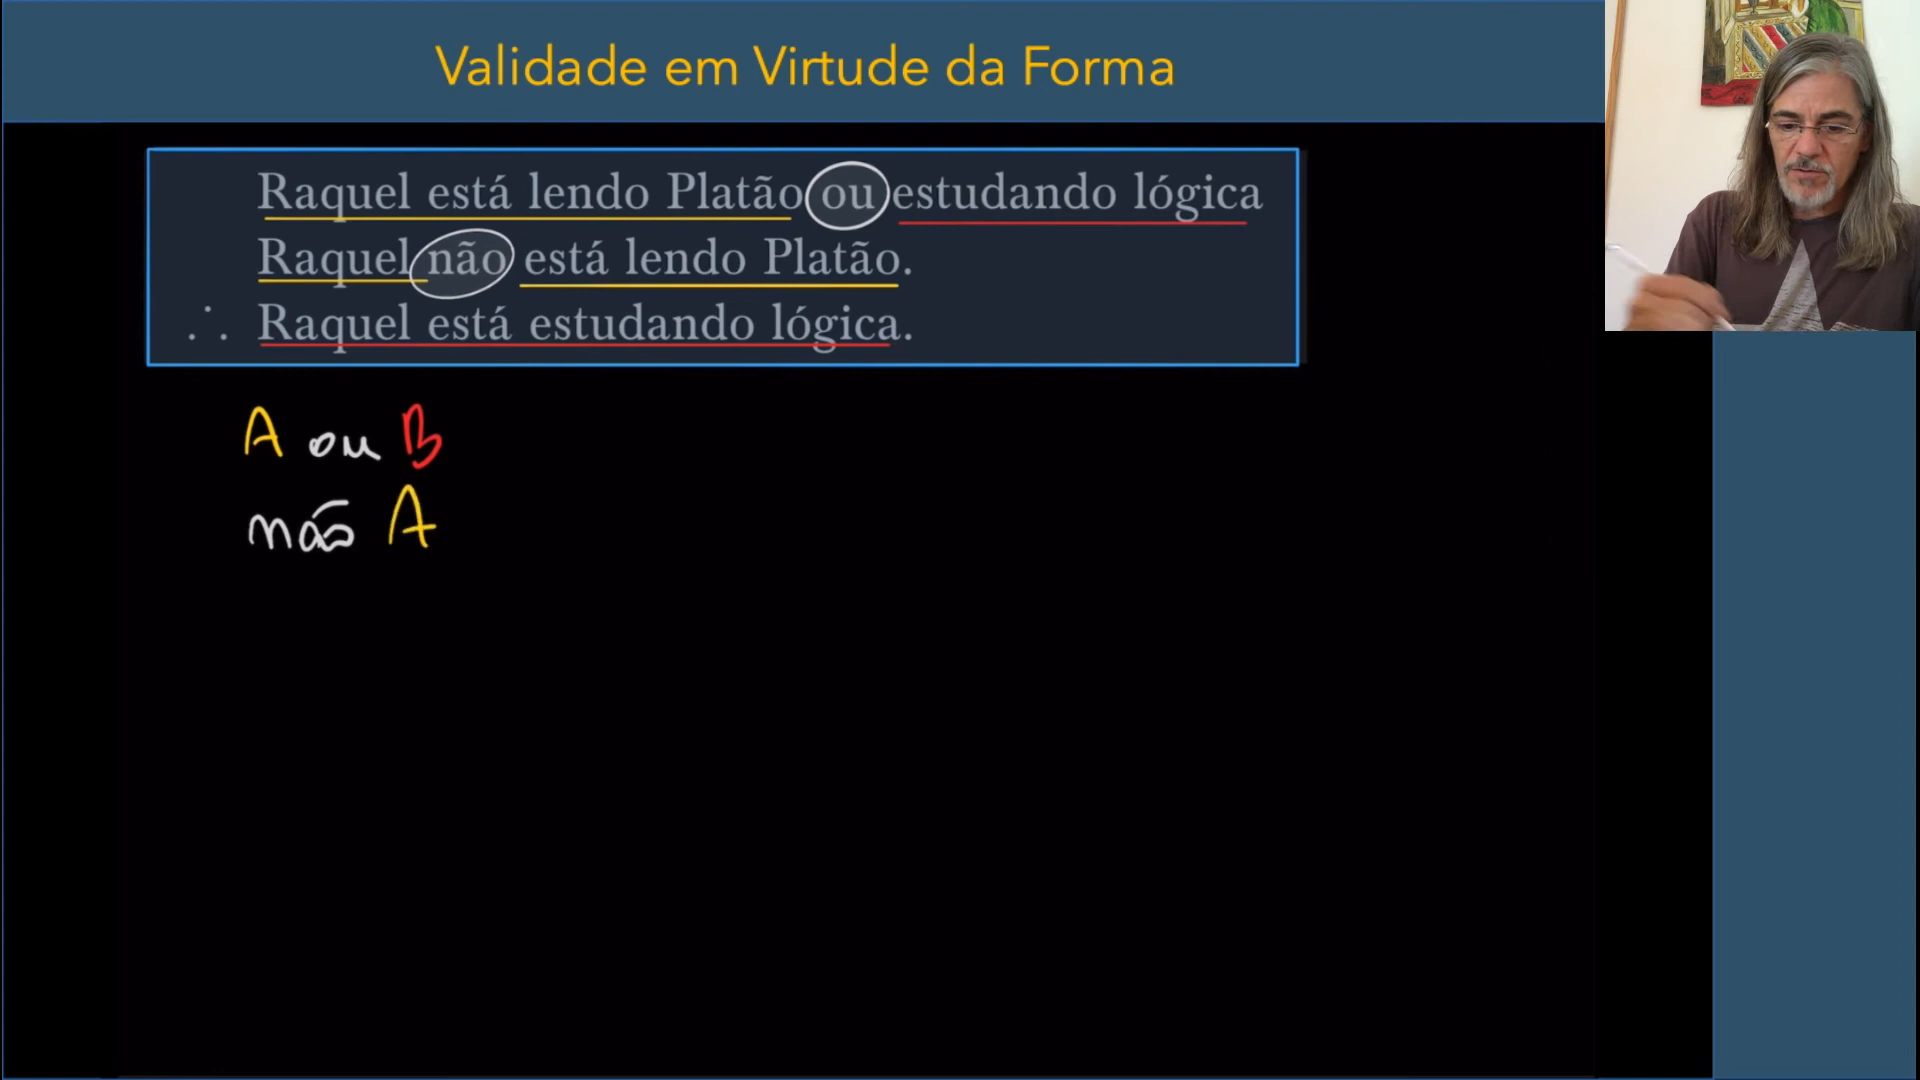 Validade em Virtude da Forma
Raquel está lendo Platão ou estudando lógica
Raquel não está lendo Platão.
∴ Raquel está estudando lógica.
A ou B
não A